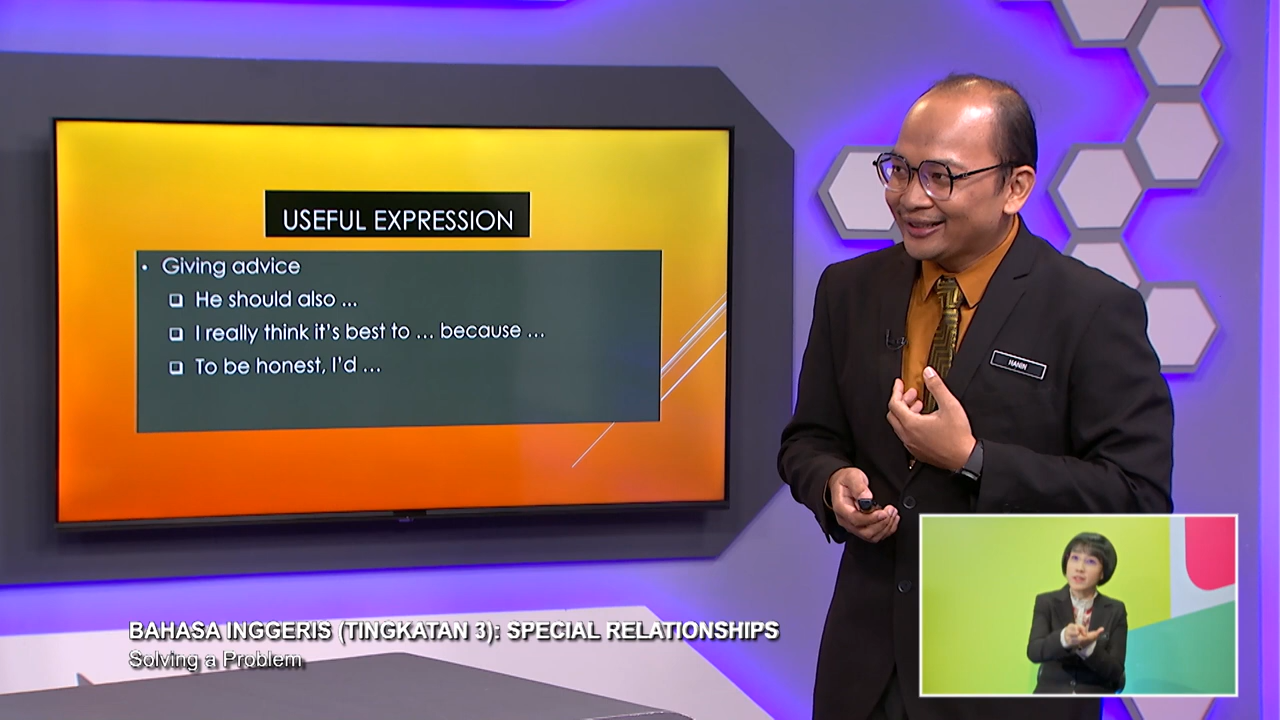 USEFUL EXPRESSION
• Giving advice
❑ He should also ...
❑ I really think it's best to ... because ...
❑ To be honest, I'd ...
HANIN
BAHASA INGGERIS (TINGKATAN 3): SPECIAL RELATIONSHIPS
Solving a Problem